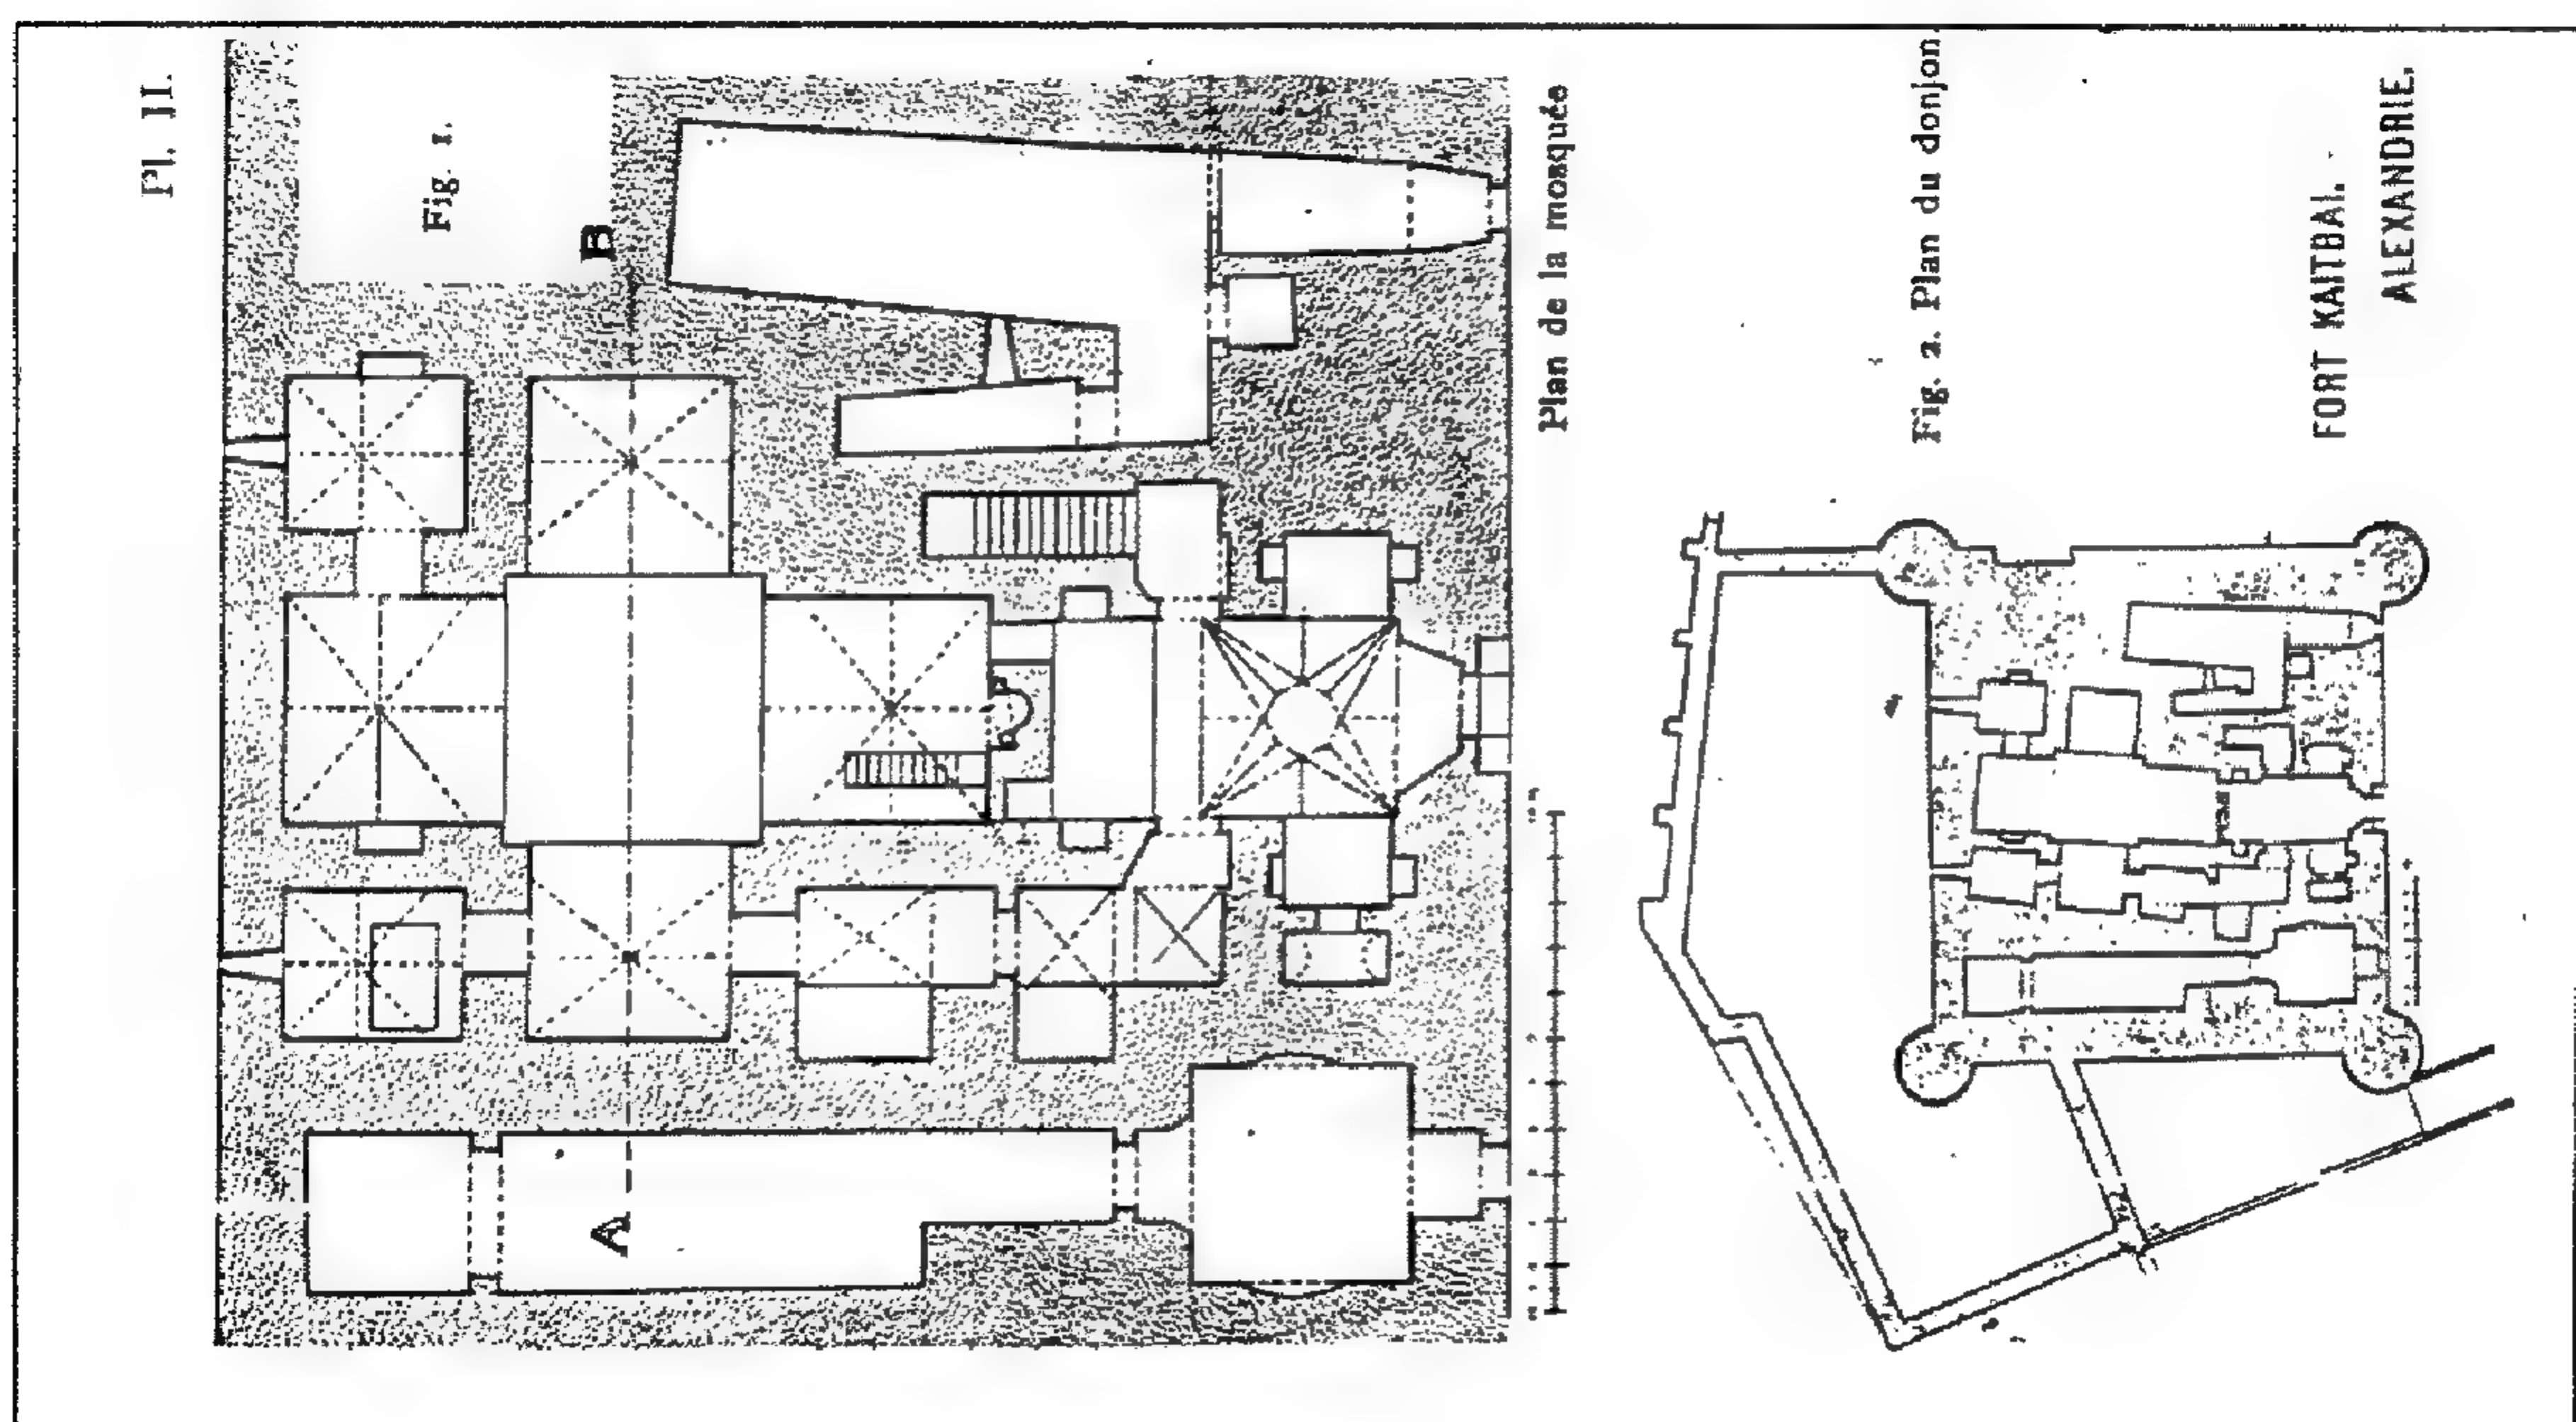 Pl. II.
Fig. 1.
B
A
Plan de la mosquée
Fig. 2. Plan du donjon.
FORT KAITBAI.
ALEXANDRIE.